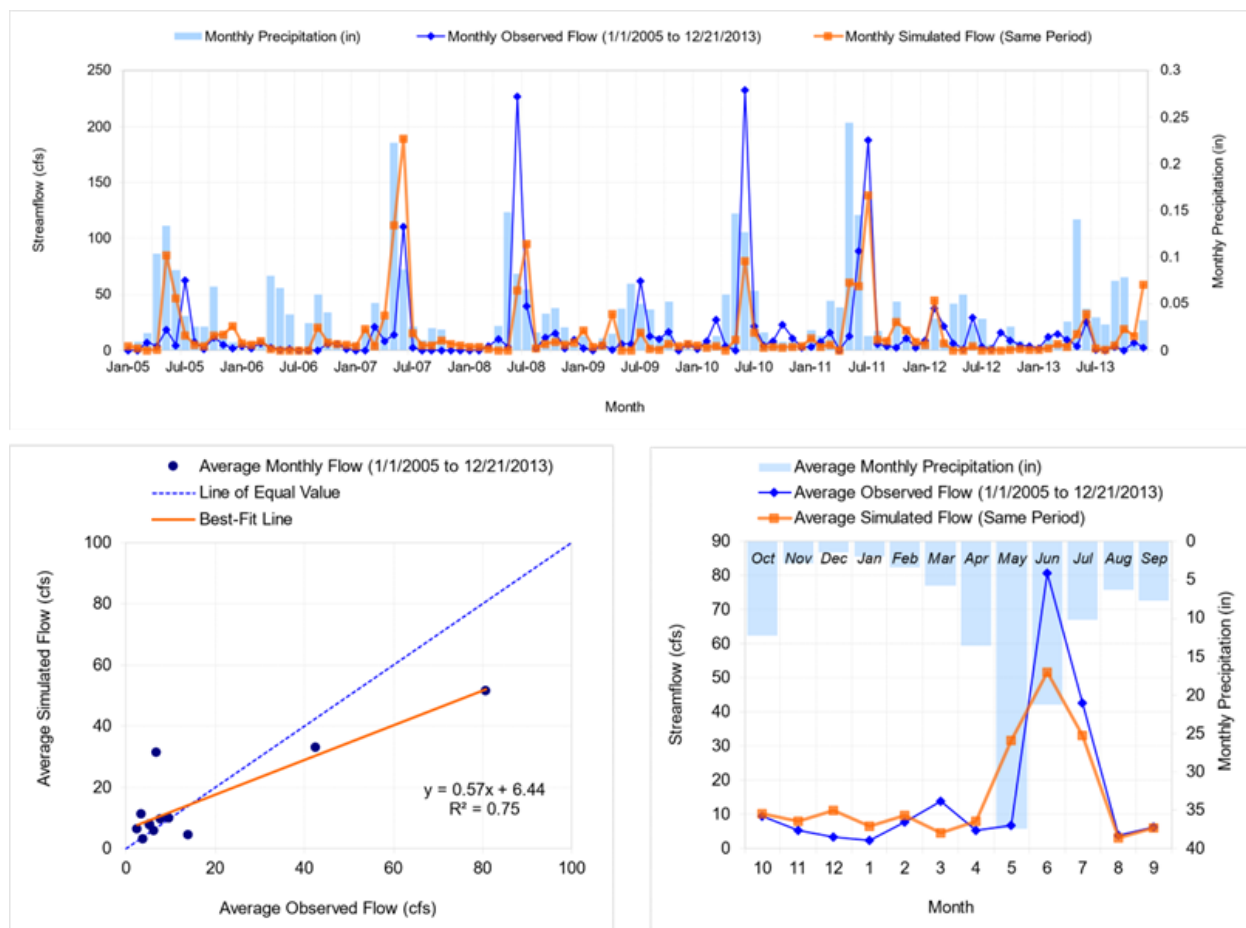 Monthly Precipitation (in) Monthly Observed Flow (1/1/2005 to 12/21/2013) Monthly Simulated Flow (Same Period)
250 0.3
200 0.25
0.2
150
0.15
100
0.1
50
0.05
0 0
Streamflow (cfs)
Monthly Precipitation (in)
Jan-05 Jul-05 Jan-06 Jul-06 Jan-07 Jul-07 Jan-08 Jul-08 Jan-09 Jul-09 Jan-10 Jul-10 Jan-11 Jul-11 Jan-12 Jul-12 Jan-13 Jul-13
Month
Average Monthly Flow (1/1/2005 to 12/21/2013)
Line of Equal Value
Best-Fit Line
100
80
60
40
20
0
Average Simulated Flow (cfs)
y = 0.57x + 6.44
R² = 0.75
0 20 40 60 80 100
Average Observed Flow (cfs)
Average Monthly Precipitation (in)
Average Observed Flow (1/1/2005 to 12/21/2013)
Average Simulated Flow (Same Period)
90 0
Oct Nov Dec Jan Feb Mar Apr May Jun Jul Aug Sep
80 5
70 10
60
15
50
20
40
25
30
20 30
10 35
0 40
Streamflow (cfs)
Monthly Precipitation (in)
10 11 12 1 2 3 4 5 6 7 8 9
Month